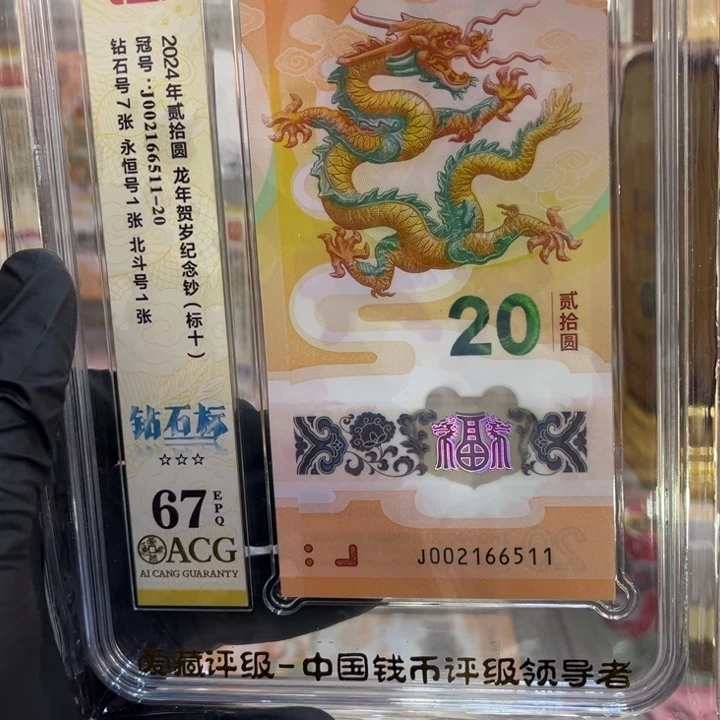 2024年贰拾圆 龙年贺岁纪念钞(标十)
冠号:J002166511-20
钻石号7张 永恒号1张 北斗号1张
钻石标
☆☆☆
67 EPQ
ACG
AI CANG GUARANTY
20 贰拾圆
福
J002166511
爱藏评级-中国钱币评级领导者